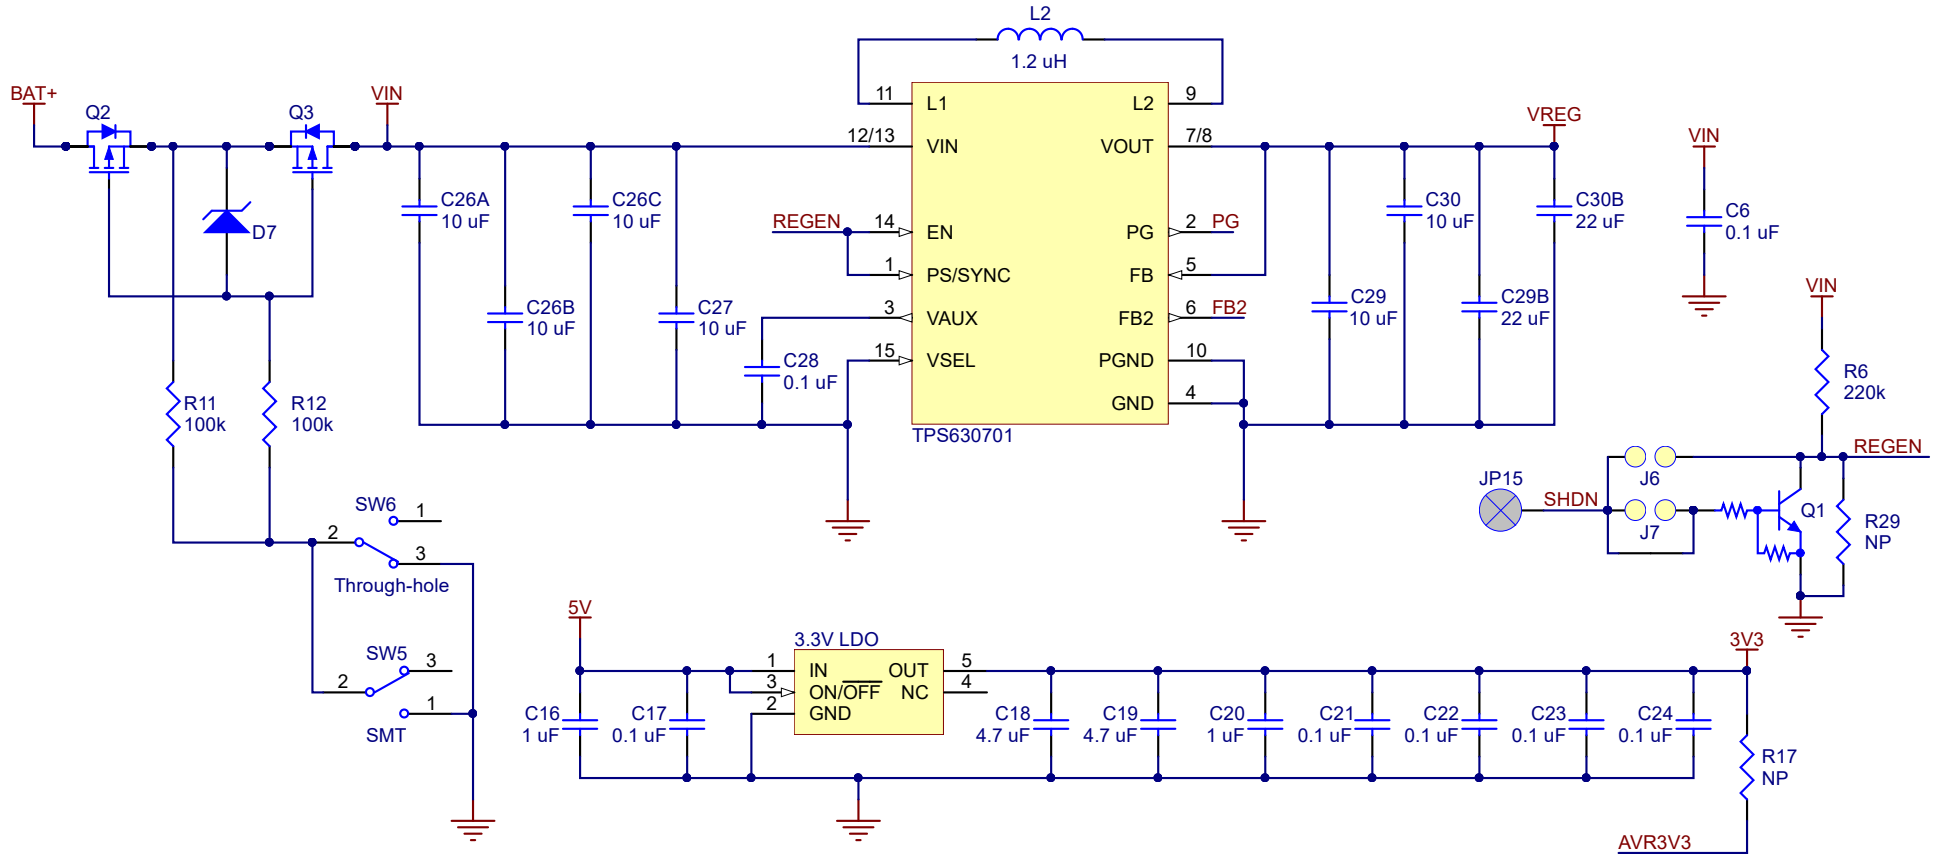 L2
1.2 uH
BAT+
Q2
Q3
VIN
11
L1
L2
9
12/13
VIN
VOUT
7/8
VREG
VIN
C26A
10 uF
C26C
10 uF
REGEN
14
EN
PG
2
PG
C30
10 uF
C30B
22 uF
C6
0.1 uF
D7
1
PS/SYNC
FB
5
C26B
10 uF
C27
10 uF
3
VAUX
FB2
6
FB2
C29
10 uF
C29B
22 uF
VIN
C28
0.1 uF
15
VSEL
PGND
10
GND
4
TPS630701
R11
100k
R12
100k
R6
220k
REGEN
JP15
SHDN
J6
J7
Q1
R29
NP
SW6
1
2
3
Through-hole
SW5
3
2
1
SMT
5V
3.3V LDO
1
IN
OUT
5
3
ON/OFF
NC
4
2
GND
3V3
C16
1 uF
C17
0.1 uF
C18
4.7 uF
C19
4.7 uF
C20
1 uF
C21
0.1 uF
C22
0.1 uF
C23
0.1 uF
C24
0.1 uF
R17
NP
AVR3V3